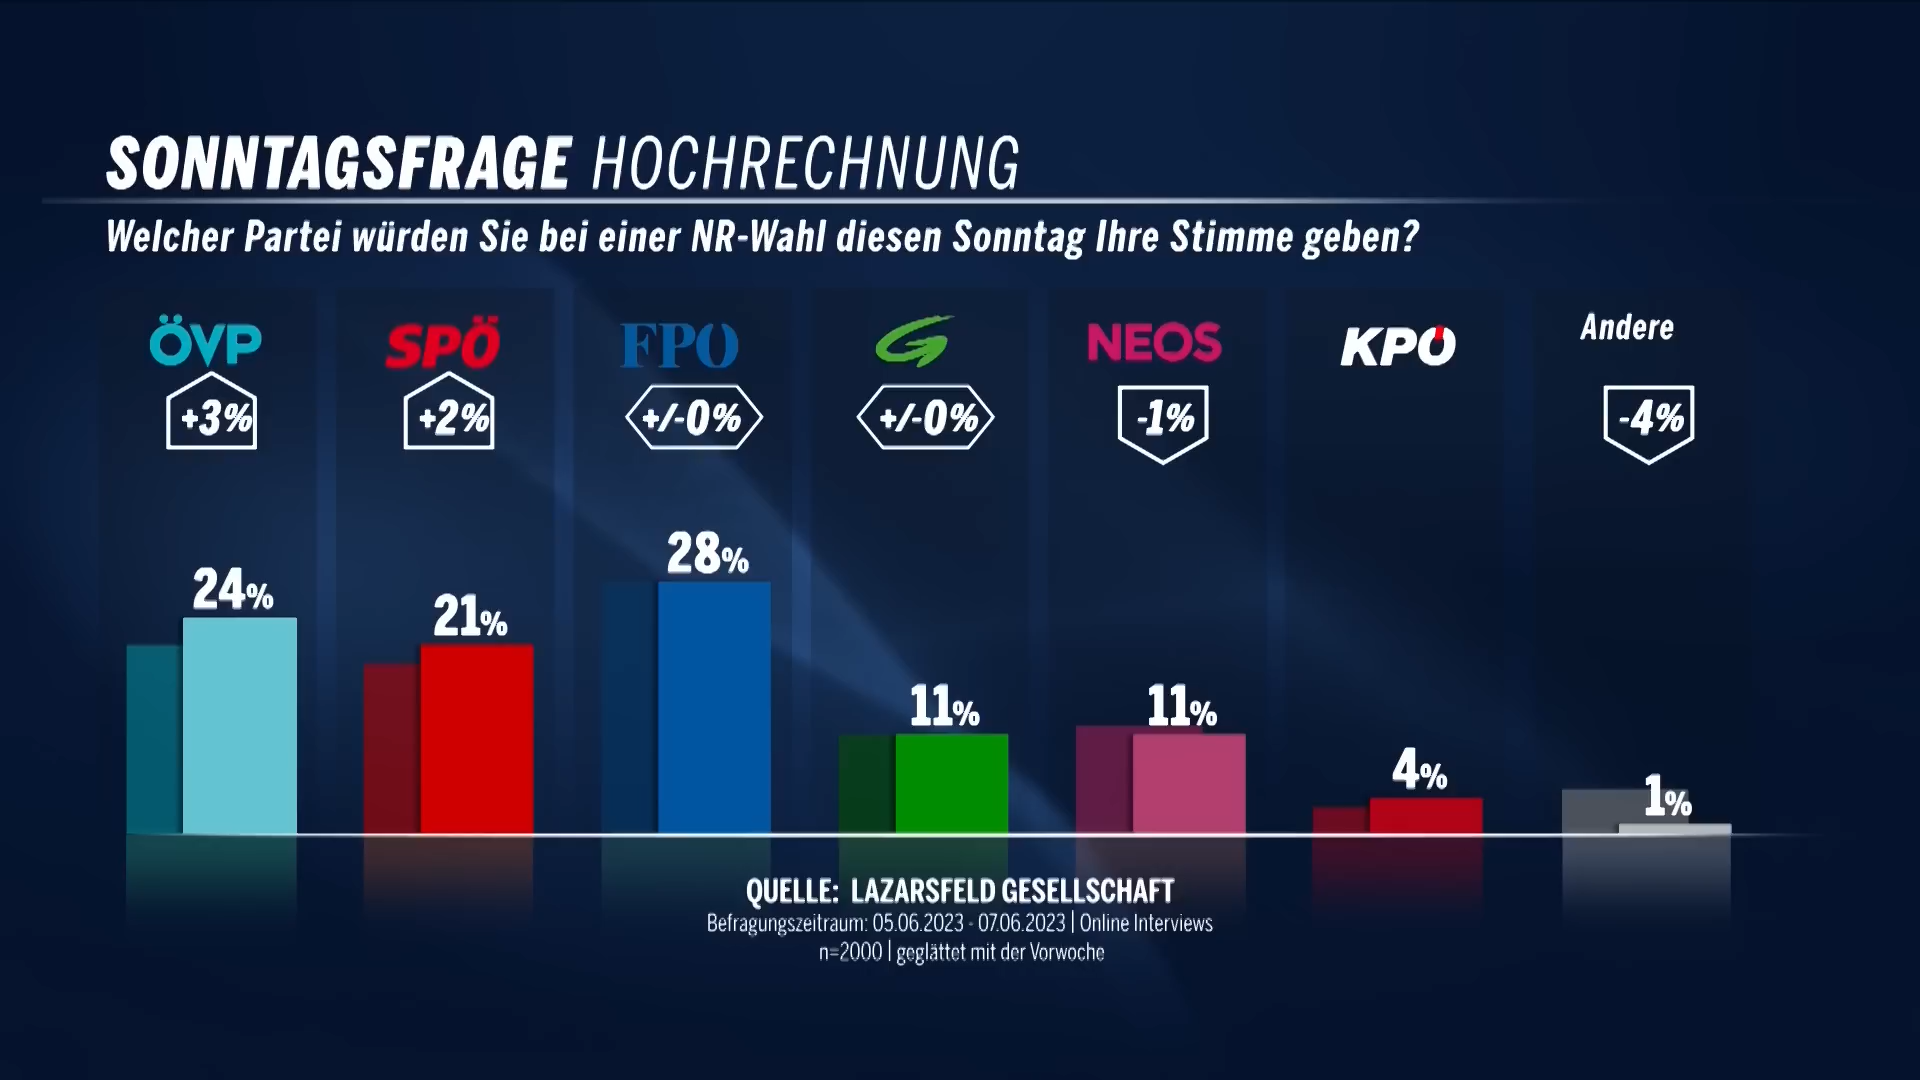 SONNTAGSFRAGE HOCHRECHNUNG
Welcher Partei würden Sie bei einer NR-Wahl diesen Sonntag Ihre Stimme geben?
ÖVP SPÖ FPÖ G NEOS KPÖ Andere
+3% +2% +/-0% +/-0% -1% -4%
24% 21% 28% 11% 11% 4% 1%
QUELLE: LAZARSFELD GESELLSCHAFT
Befragungszeitraum: 05.06.2023 - 07.06.2023 | Online Interviews
n=2000 | geglättet mit der Vorwoche